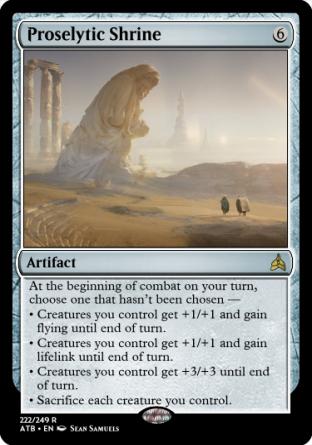 Proselytic Shrine 6
Artifact
At the beginning of combat on your turn,
choose one that hasn't been chosen —
• Creatures you control get +1/+1 and gain
flying until end of turn.
• Creatures you control get +1/+1 and gain
lifelink until end of turn.
• Creatures you control get +3/+3 until end
of turn.
• Sacrifice each creature you control.
222/249 R
ATB • EN Sean Samuels